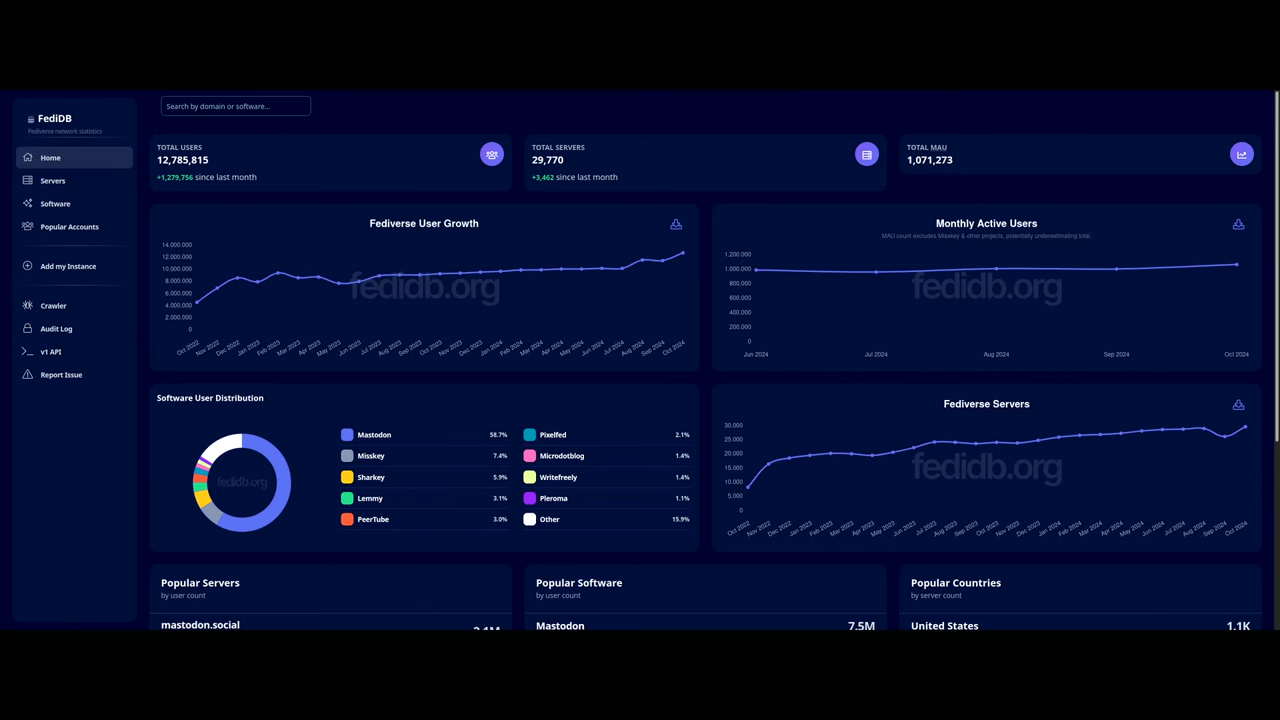 FediDB
Fediverse network statistics
Home
Servers
Software
Popular Accounts
Add my Instance
Crawler
Audit Log
v1 API
Report Issue
Search by domain or software...
TOTAL USERS
12,785,815
+1,279,756 since last month
TOTAL SERVERS
29,770
+3,462 since last month
TOTAL MAU
1,071,273
Fediverse User Growth
14.000.000
12.000.000
10.000.000
8.000.000
6.000.000
4.000.000
2.000.000
0
fedidb.org
Oct 2022 Nov 2022 Dec 2022 Jan 2023 Feb 2023 Mar 2023 Apr 2023 May 2023 Jun 2023 Jul 2023 Aug 2023 Sep 2023 Oct 2023 Nov 2023 Dec 2023 Jan 2024 Feb 2024 Mar 2024 Apr 2024 May 2024 Jun 2024 Jul 2024 Aug 2024 Sep 2024 Oct 2024
Monthly Active Users
MAU count excludes Misskey & other projects, potentially underestimating total.
1.200.000
1.000.000
800.000
600.000
400.000
200.000
0
fedidb.org
Jun 2024 Jul 2024 Aug 2024 Sep 2024 Oct 2024
Software User Distribution
fedidb.org
Mastodon 58.7%
Misskey 7.4%
Sharkey 5.9%
Lemmy 3.1%
PeerTube 3.0%
Pixelfed 2.1%
Microdotblog 1.4%
Writefreely 1.4%
Pleroma 1.1%
Other 15.9%
Fediverse Servers
30.000
25.000
20.000
15.000
10.000
5.000
0
fedidb.org
Oct 2022 Nov 2022 Dec 2022 Jan 2023 Feb 2023 Mar 2023 Apr 2023 May 2023 Jun 2023 Jul 2023 Aug 2023 Sep 2023 Oct 2023 Nov 2023 Dec 2023 Jan 2024 Feb 2024 Mar 2024 Apr 2024 May 2024 Jun 2024 Jul 2024 Aug 2024 Sep 2024 Oct 2024
Popular Servers
by user count
mastodon.social
Popular Software
by user count
Mastodon 7.5M
Popular Countries
by server count
United States 1.1K